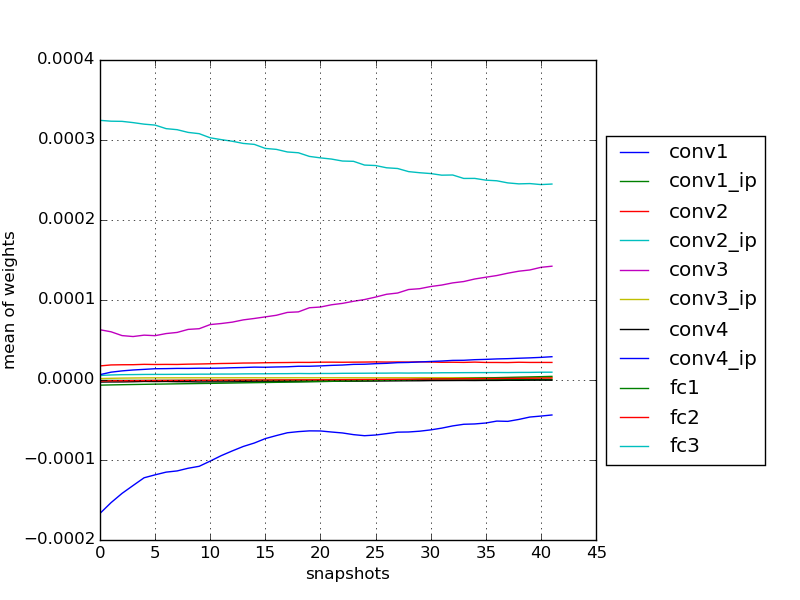 0.0004
0.0003
0.0002
0.0001
0.0000
−0.0001
−0.0002
mean of weights
0 5 10 15 20 25 30 35 40 45
snapshots
conv1
conv1_ip
conv2
conv2_ip
conv3
conv3_ip
conv4
conv4_ip
fc1
fc2
fc3